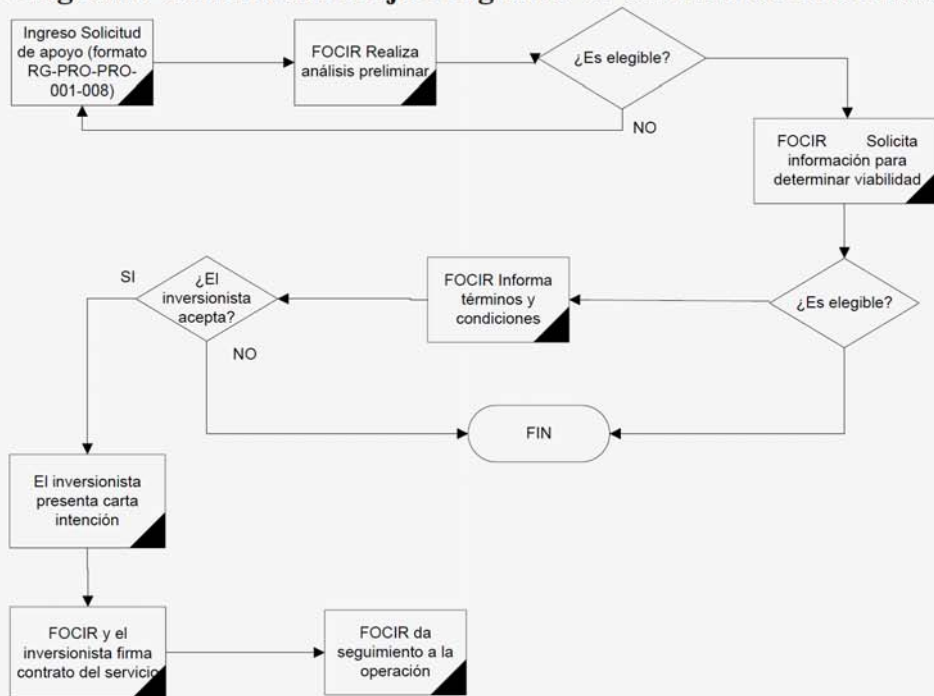 Ingreso Solicitud
de apoyo (formato
RG-PRO-PRO-
001-008)
FOCIR Realiza
análisis preliminar
¿Es elegible?
NO
FOCIR Solicita
información para
determinar viabilidad
¿Es elegible?
FOCIR Informa
términos y
condiciones
SI
¿El
inversionista
acepta?
NO
FIN
El inversionista
presenta carta
intención
FOCIR y el
inversionista firma
contrato del servicio
FOCIR da
seguimiento a la
operación